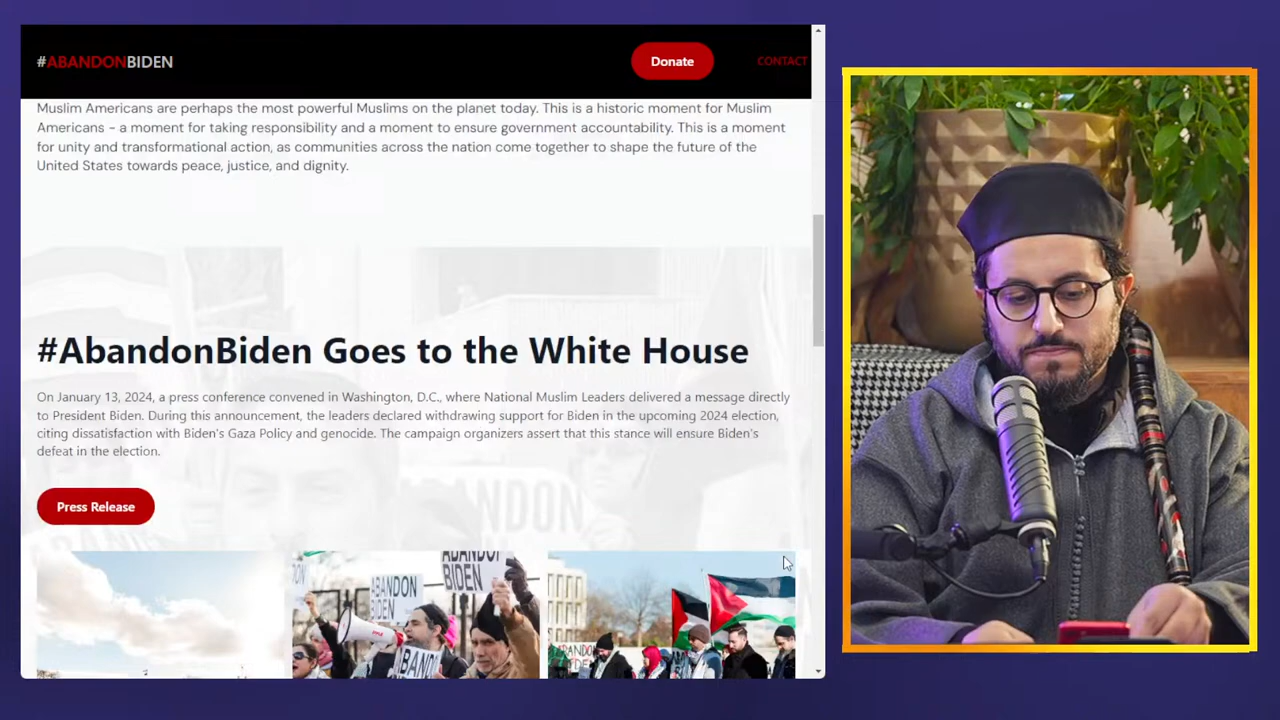 #ABANDONBIDEN
Donate
CONTACT
Muslim Americans are perhaps the most powerful Muslims on the planet today. This is a historic moment for Muslim
Americans - a moment for taking responsibility and a moment to ensure government accountability. This is a moment
for unity and transformational action, as communities across the nation come together to shape the future of the
United States towards peace, justice, and dignity.
#AbandonBiden Goes to the White House
On January 13, 2024, a press conference convened in Washington, D.C., where National Muslim Leaders delivered a message directly
to President Biden. During this announcement, the leaders declared withdrawing support for Biden in the upcoming 2024 election,
citing dissatisfaction with Biden's Gaza Policy and genocide. The campaign organizers assert that this stance will ensure Biden's
defeat in the election.
Press Release
ABANDON
BIDEN
ABANDON
BIDEN